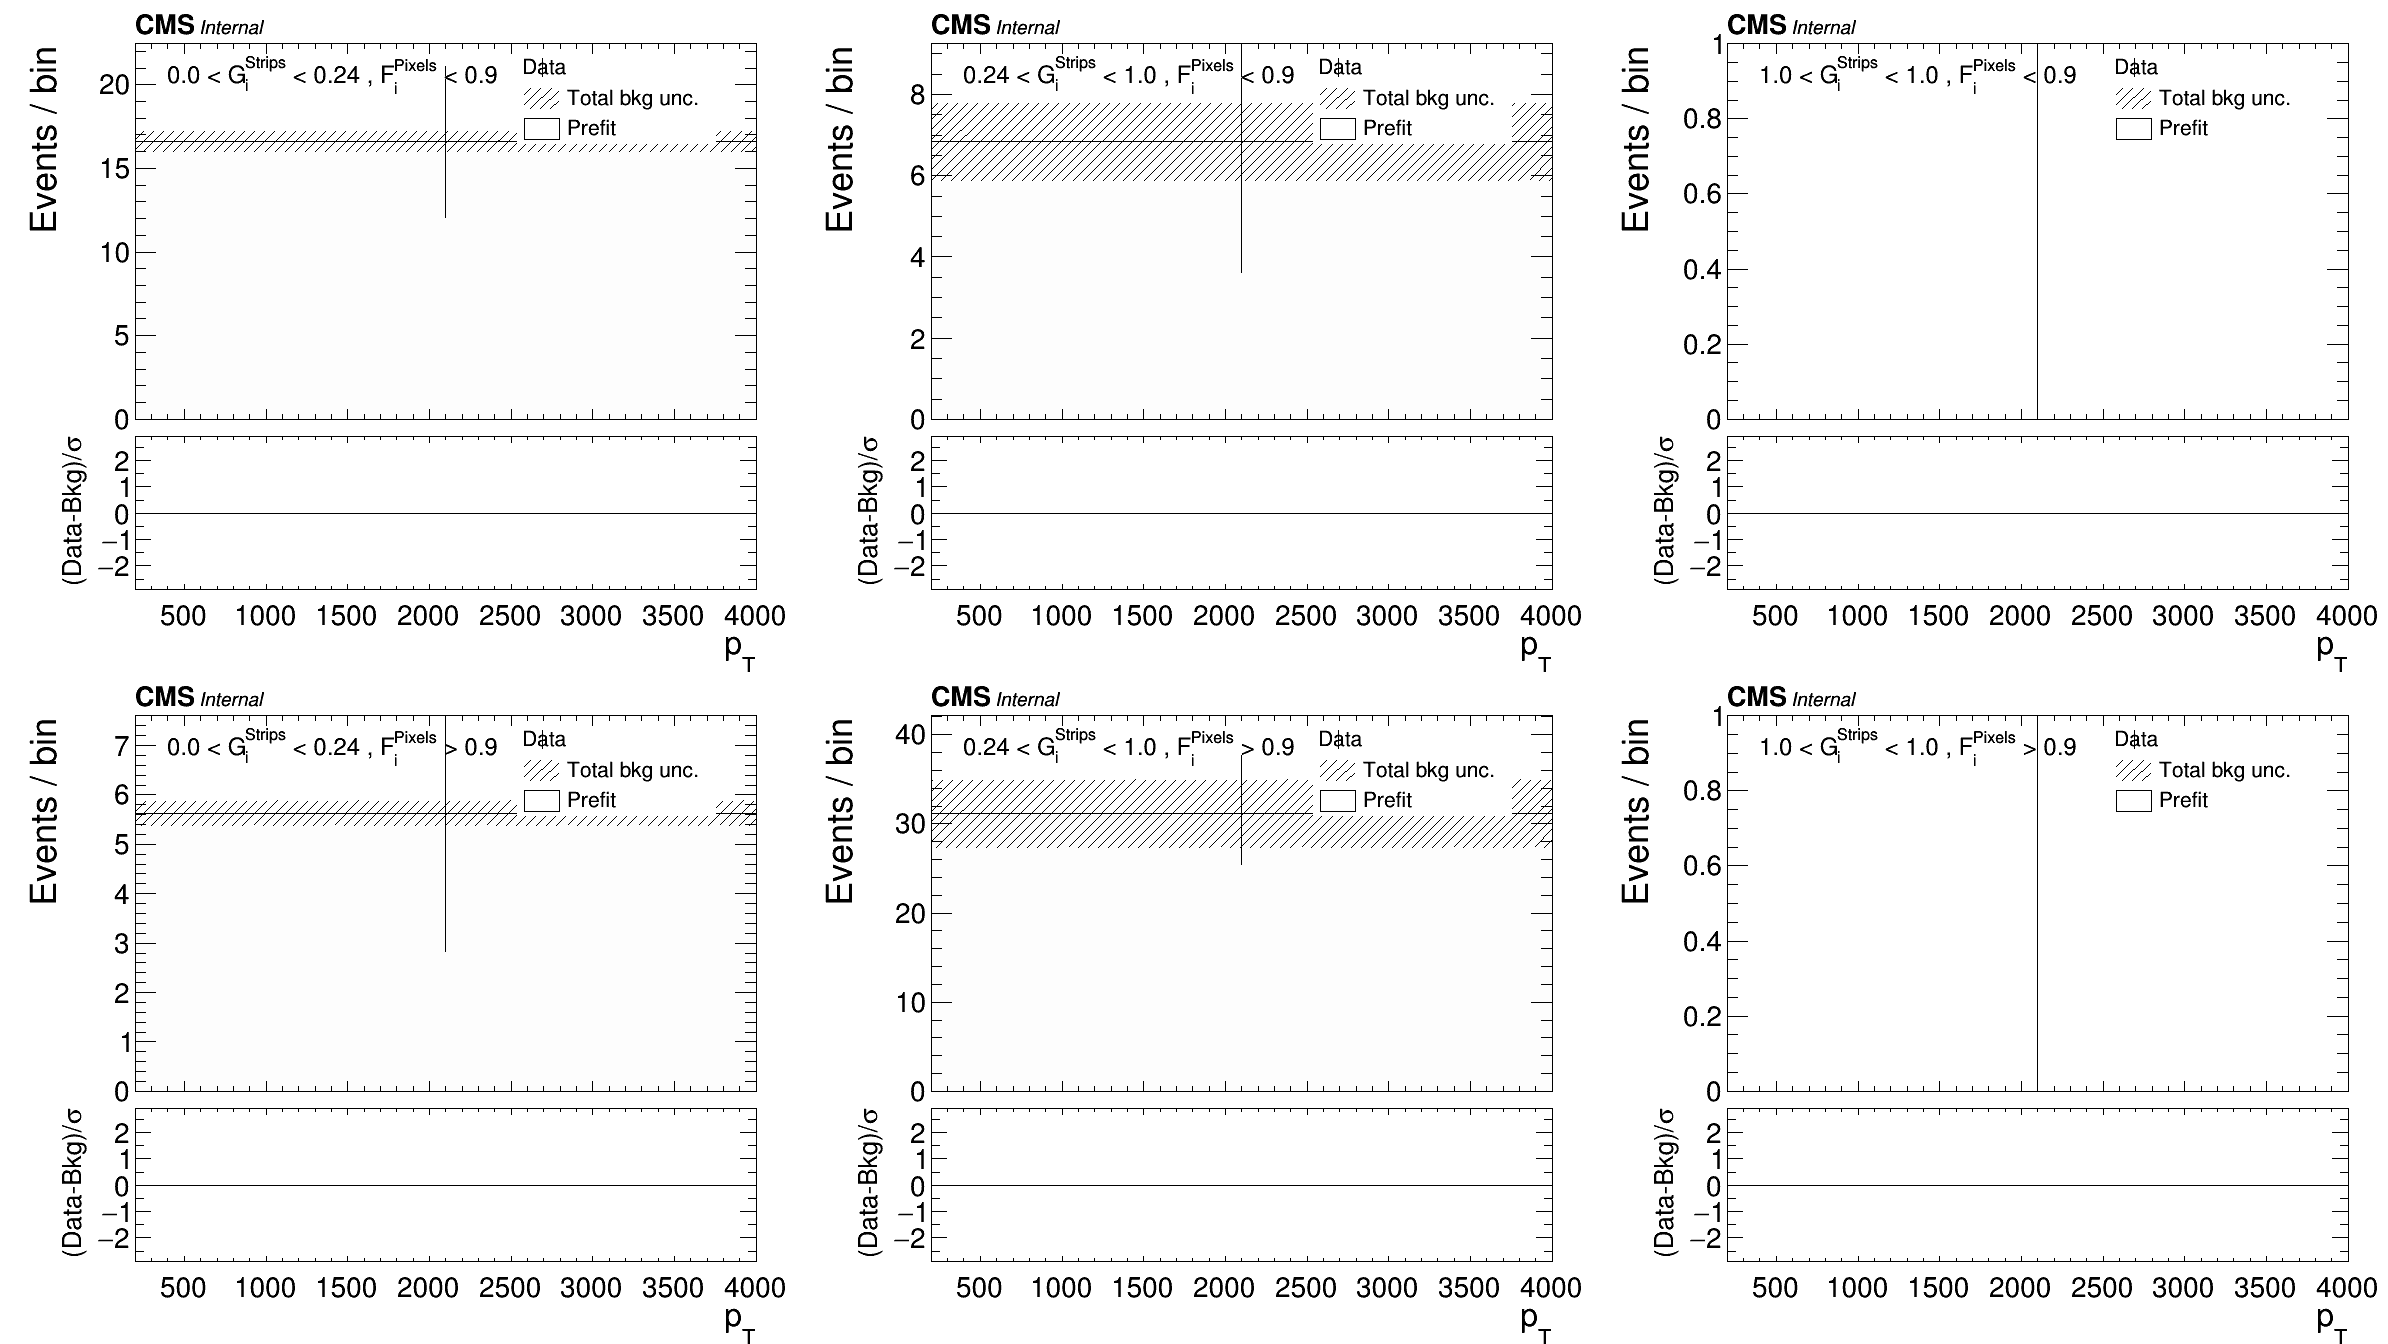 CMS Internal
Events / bin
0.0 < G_i^Strips < 0.24 , F_i^Pixels < 0.9
Data
Total bkg unc.
Prefit
20
15
10
5
0
(Data-Bkg)/σ
2
1
0
−1
−2
500 1000 1500 2000 2500 3000 3500 4000
p_T
CMS Internal
Events / bin
0.24 < G_i^Strips < 1.0 , F_i^Pixels < 0.9
Data
Total bkg unc.
Prefit
8
6
4
2
0
(Data-Bkg)/σ
2
1
0
−1
−2
500 1000 1500 2000 2500 3000 3500 4000
p_T
CMS Internal
Events / bin
1.0 < G_i^Strips < 1.0 , F_i^Pixels < 0.9
Data
Total bkg unc.
Prefit
1
0.8
0.6
0.4
0.2
0
(Data-Bkg)/σ
2
1
0
−1
−2
500 1000 1500 2000 2500 3000 3500 4000
p_T
CMS Internal
Events / bin
0.0 < G_i^Strips < 0.24 , F_i^Pixels > 0.9
Data
Total bkg unc.
Prefit
7
6
5
4
3
2
1
0
(Data-Bkg)/σ
2
1
0
−1
−2
500 1000 1500 2000 2500 3000 3500 4000
p_T
CMS Internal
Events / bin
0.24 < G_i^Strips < 1.0 , F_i^Pixels > 0.9
Data
Total bkg unc.
Prefit
40
30
20
10
0
(Data-Bkg)/σ
2
1
0
−1
−2
500 1000 1500 2000 2500 3000 3500 4000
p_T
CMS Internal
Events / bin
1.0 < G_i^Strips < 1.0 , F_i^Pixels > 0.9
Data
Total bkg unc.
Prefit
1
0.8
0.6
0.4
0.2
0
(Data-Bkg)/σ
2
1
0
−1
−2
500 1000 1500 2000 2500 3000 3500 4000
p_T